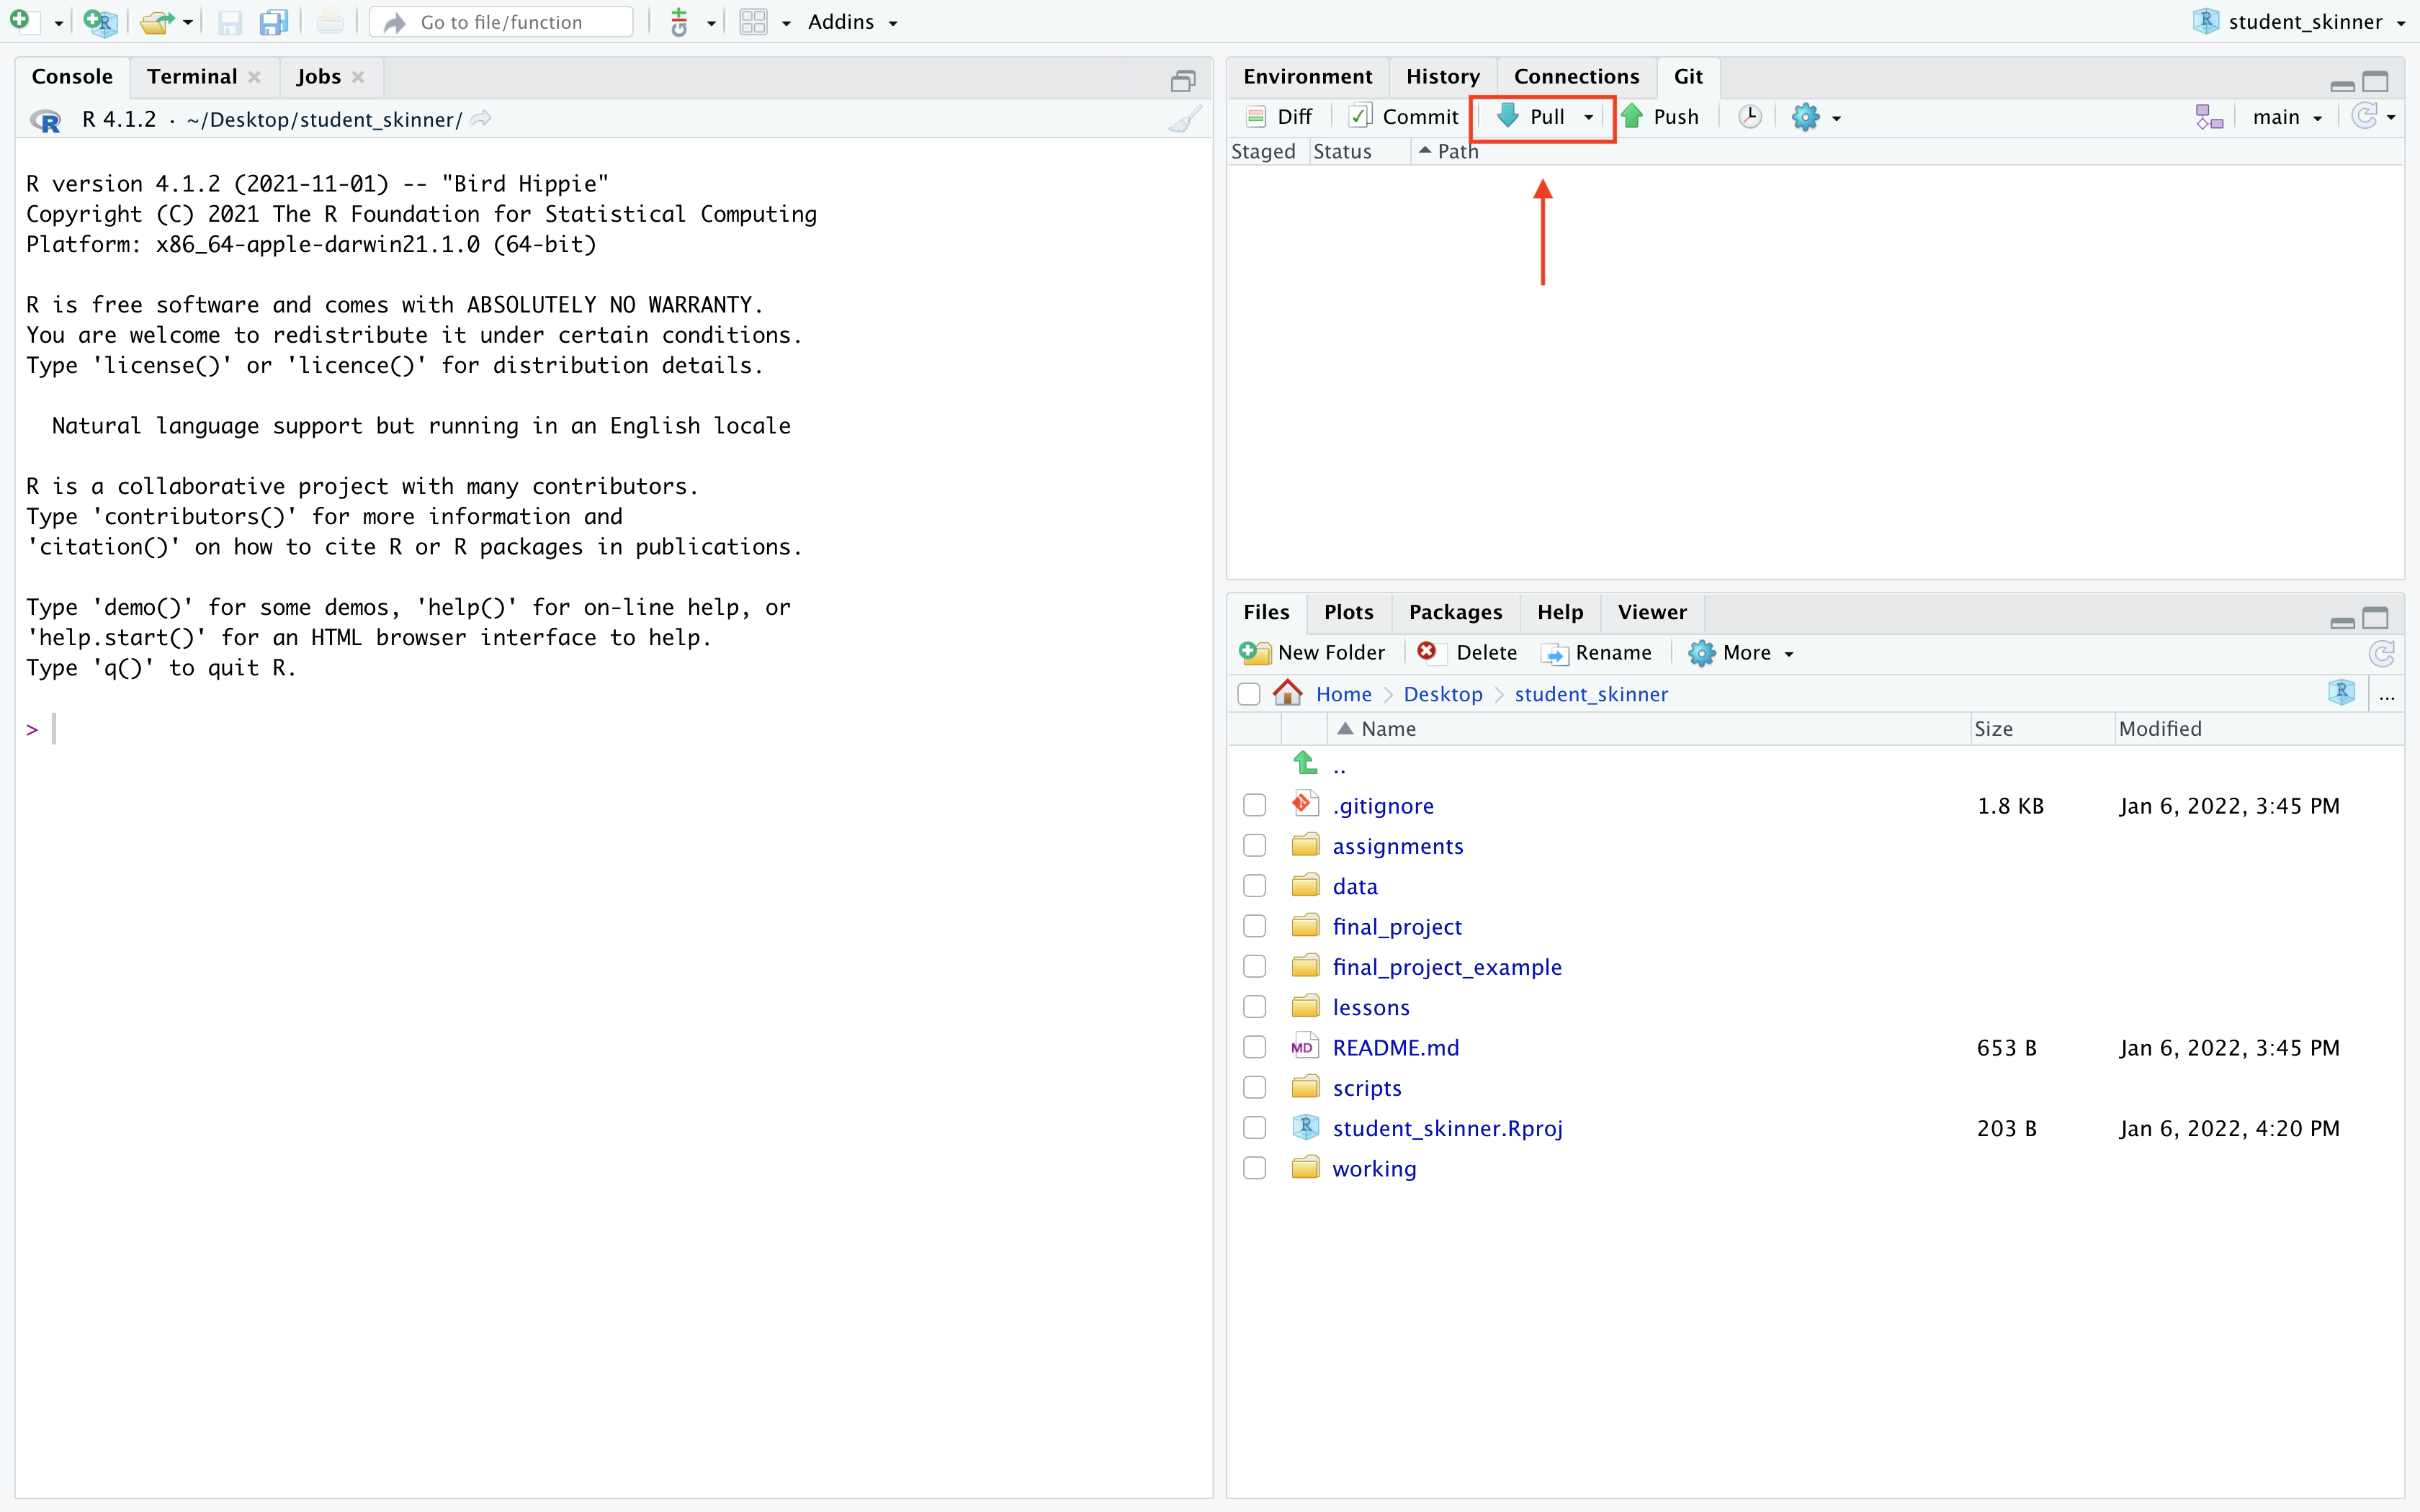 Go to file/function Addins student_skinner
Console Terminal Jobs
R 4.1.2 · ~/Desktop/student_skinner/
R version 4.1.2 (2021-11-01) -- "Bird Hippie"
Copyright (C) 2021 The R Foundation for Statistical Computing
Platform: x86_64-apple-darwin21.1.0 (64-bit)
R is free software and comes with ABSOLUTELY NO WARRANTY.
You are welcome to redistribute it under certain conditions.
Type 'license()' or 'licence()' for distribution details.
Natural language support but running in an English locale
R is a collaborative project with many contributors.
Type 'contributors()' for more information and
'citation()' on how to cite R or R packages in publications.
Type 'demo()' for some demos, 'help()' for on-line help, or
'help.start()' for an HTML browser interface to help.
Type 'q()' to quit R.
>
Environment History Connections Git
Diff Commit Pull Push main
Staged Status Path
Files Plots Packages Help Viewer
New Folder Delete Rename More
Home Desktop student_skinner ...
Name Size Modified
..
.gitignore 1.8 KB Jan 6, 2022, 3:45 PM
assignments
data
final_project
final_project_example
lessons
README.md 653 B Jan 6, 2022, 3:45 PM
scripts
student_skinner.Rproj 203 B Jan 6, 2022, 4:20 PM
working